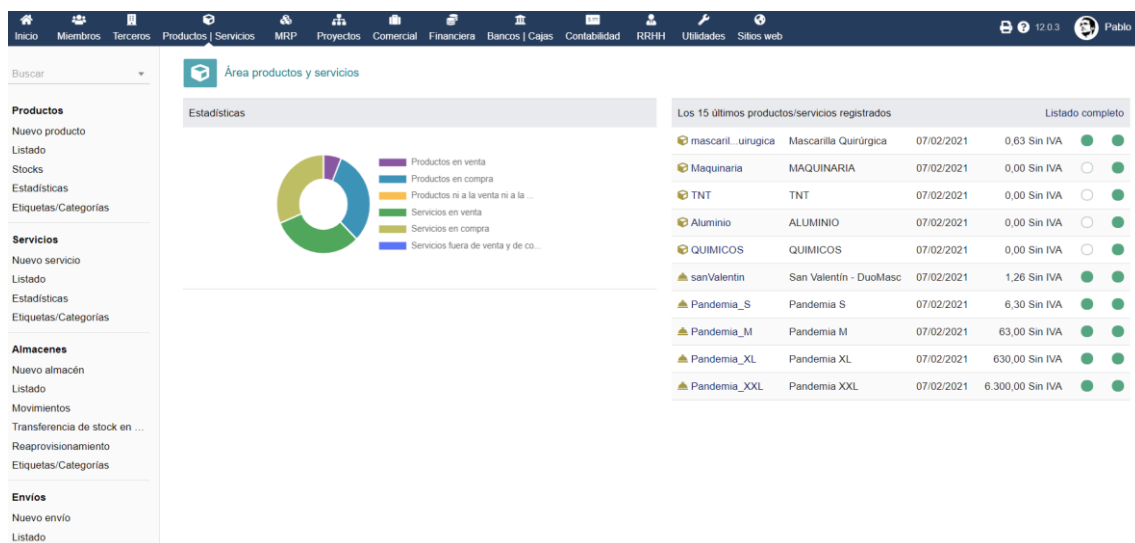 Inicio Miembros Terceros Productos | Servicios MRP Proyectos Comercial Financiera Bancos | Cajas Contabilidad RRHH Utilidades Sitios web 12.0.3 Pablo
Buscar
Productos
Nuevo producto
Listado
Stocks
Estadísticas
Etiquetas/Categorías
Servicios
Nuevo servicio
Listado
Estadísticas
Etiquetas/Categorías
Almacenes
Nuevo almacén
Listado
Movimientos
Transferencia de stock en ...
Reaprovisionamiento
Etiquetas/Categorías
Envíos
Nuevo envío
Listado
Área productos y servicios
Estadísticas
Productos en venta
Productos en compra
Productos ni a la venta ni a la ...
Servicios en venta
Servicios en compra
Servicios fuera de venta y de co...
Los 15 últimos productos/servicios registrados Listado completo
mascaril...uirugica Mascarilla Quirúrgica 07/02/2021 0,63 Sin IVA
Maquinaria MAQUINARIA 07/02/2021 0,00 Sin IVA
TNT TNT 07/02/2021 0,00 Sin IVA
Aluminio ALUMINIO 07/02/2021 0,00 Sin IVA
QUIMICOS QUIMICOS 07/02/2021 0,00 Sin IVA
sanValentin San Valentín - DuoMasc 07/02/2021 1,26 Sin IVA
Pandemia_S Pandemia S 07/02/2021 6,30 Sin IVA
Pandemia_M Pandemia M 07/02/2021 63,00 Sin IVA
Pandemia_XL Pandemia XL 07/02/2021 630,00 Sin IVA
Pandemia_XXL Pandemia XXL 07/02/2021 6.300,00 Sin IVA